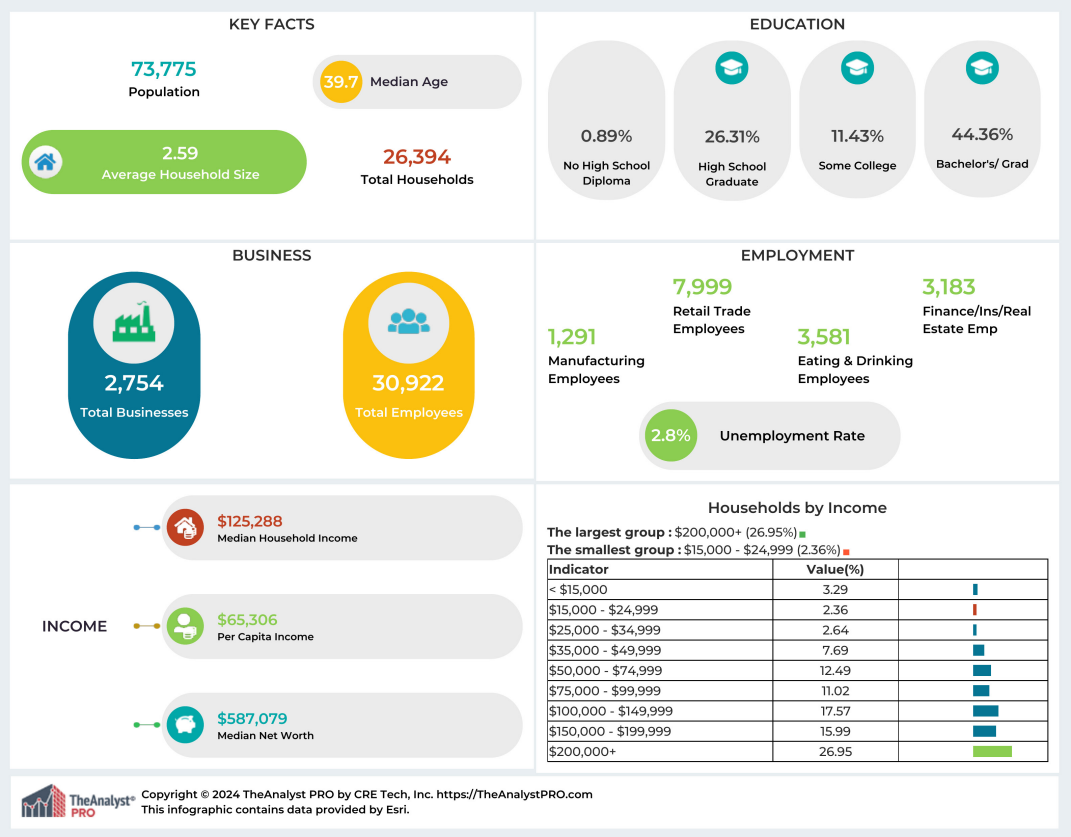 KEY FACTS
73,775
Population
39.7 Median Age
2.59
Average Household Size
26,394
Total Households
EDUCATION
0.89%
No High School
Diploma
26.31%
High School
Graduate
11.43%
Some College
44.36%
Bachelor's/ Grad
BUSINESS
2,754
Total Businesses
30,922
Total Employees
EMPLOYMENT
1,291
Manufacturing
Employees
7,999
Retail Trade
Employees
3,581
Eating & Drinking
Employees
3,183
Finance/Ins/Real
Estate Emp
2.8% Unemployment Rate
INCOME
$125,288
Median Household Income
$65,306
Per Capita Income
$587,079
Median Net Worth
Households by Income
The largest group : $200,000+ (26.95%)
The smallest group : $15,000 - $24,999 (2.36%)
Indicator Value(%)
< $15,000 3.29
$15,000 - $24,999 2.36
$25,000 - $34,999 2.64
$35,000 - $49,999 7.69
$50,000 - $74,999 12.49
$75,000 - $99,999 11.02
$100,000 - $149,999 17.57
$150,000 - $199,999 15.99
$200,000+ 26.95
TheAnalyst®
PRO
Copyright © 2024 TheAnalyst PRO by CRE Tech, Inc. https://TheAnalystPRO.com
This infographic contains data provided by Esri.